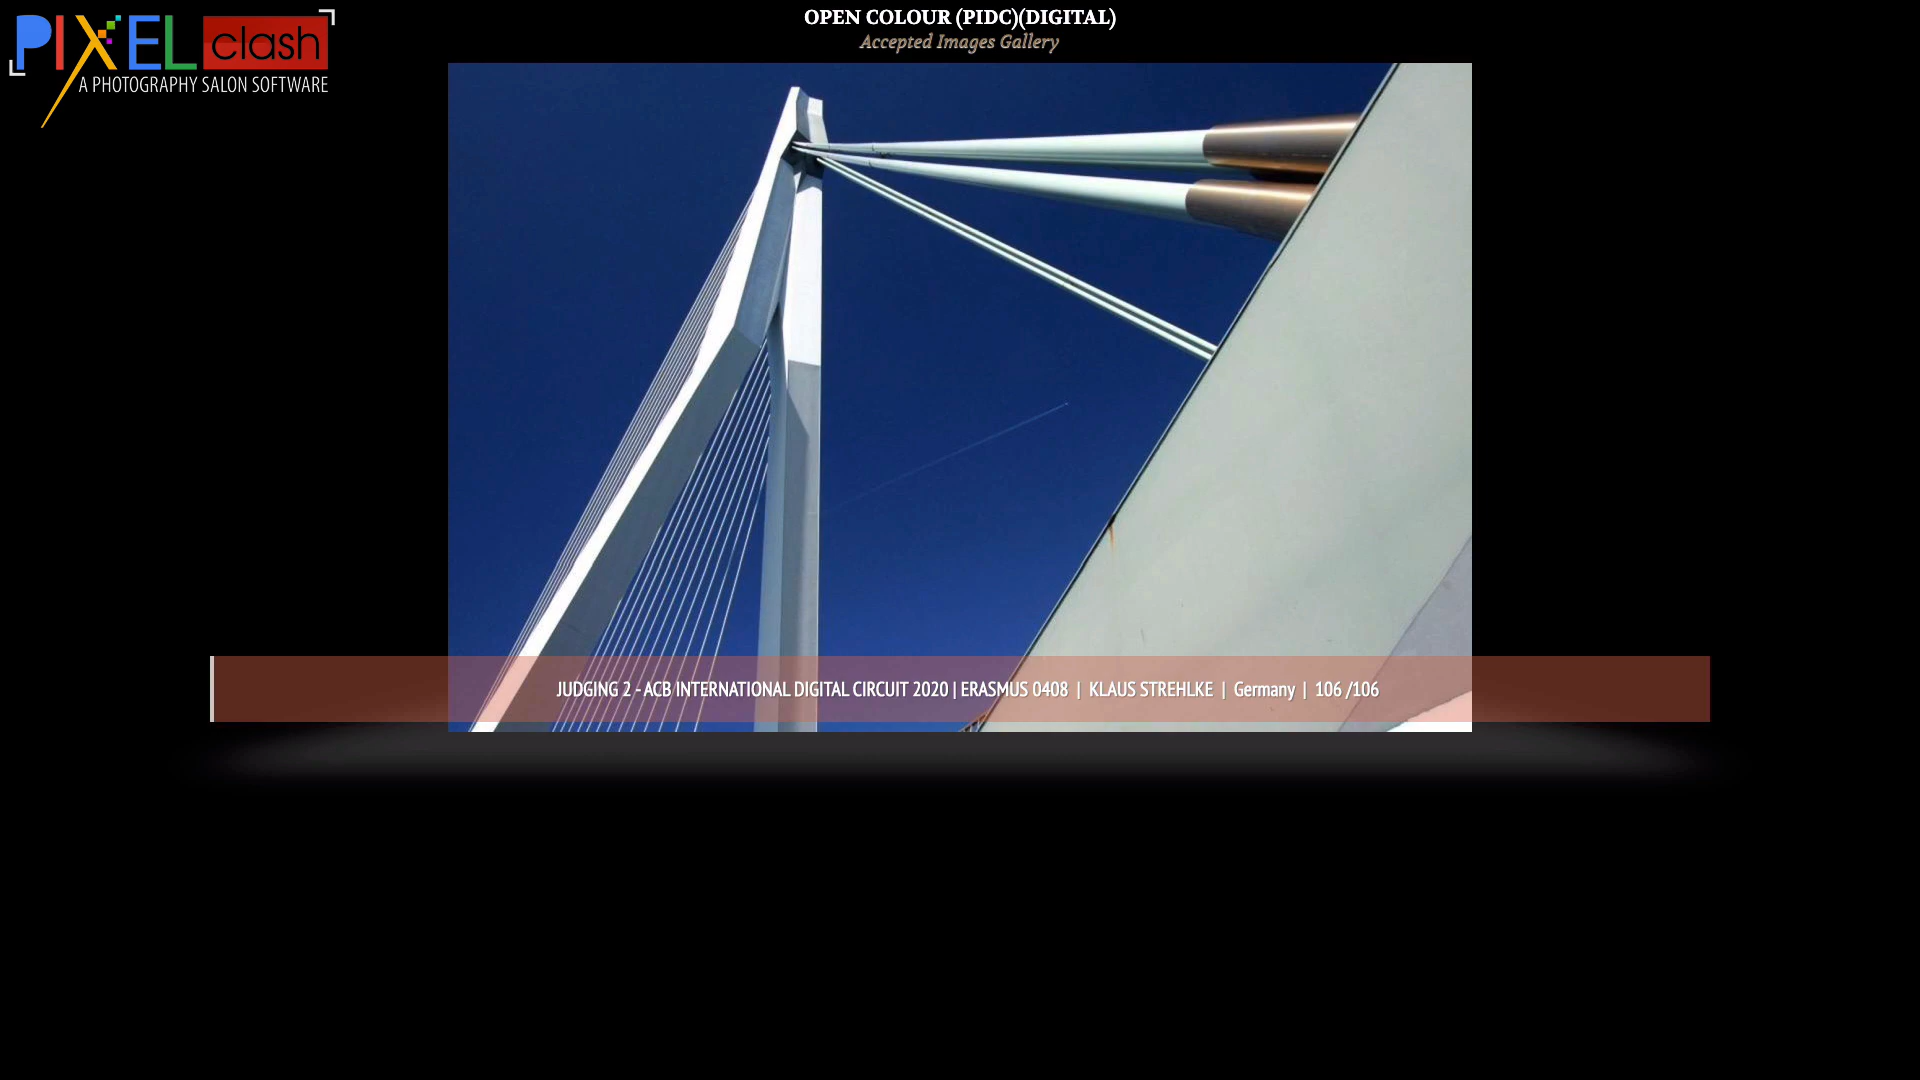 PIXEL clash
A PHOTOGRAPHY SALON SOFTWARE
OPEN COLOUR (PIDC)(DIGITAL)
Accepted Images Gallery
JUDGING 2 - ACB INTERNATIONAL DIGITAL CIRCUIT 2020 | ERASMUS 0408 | KLAUS STREHLKE | Germany | 106 /106